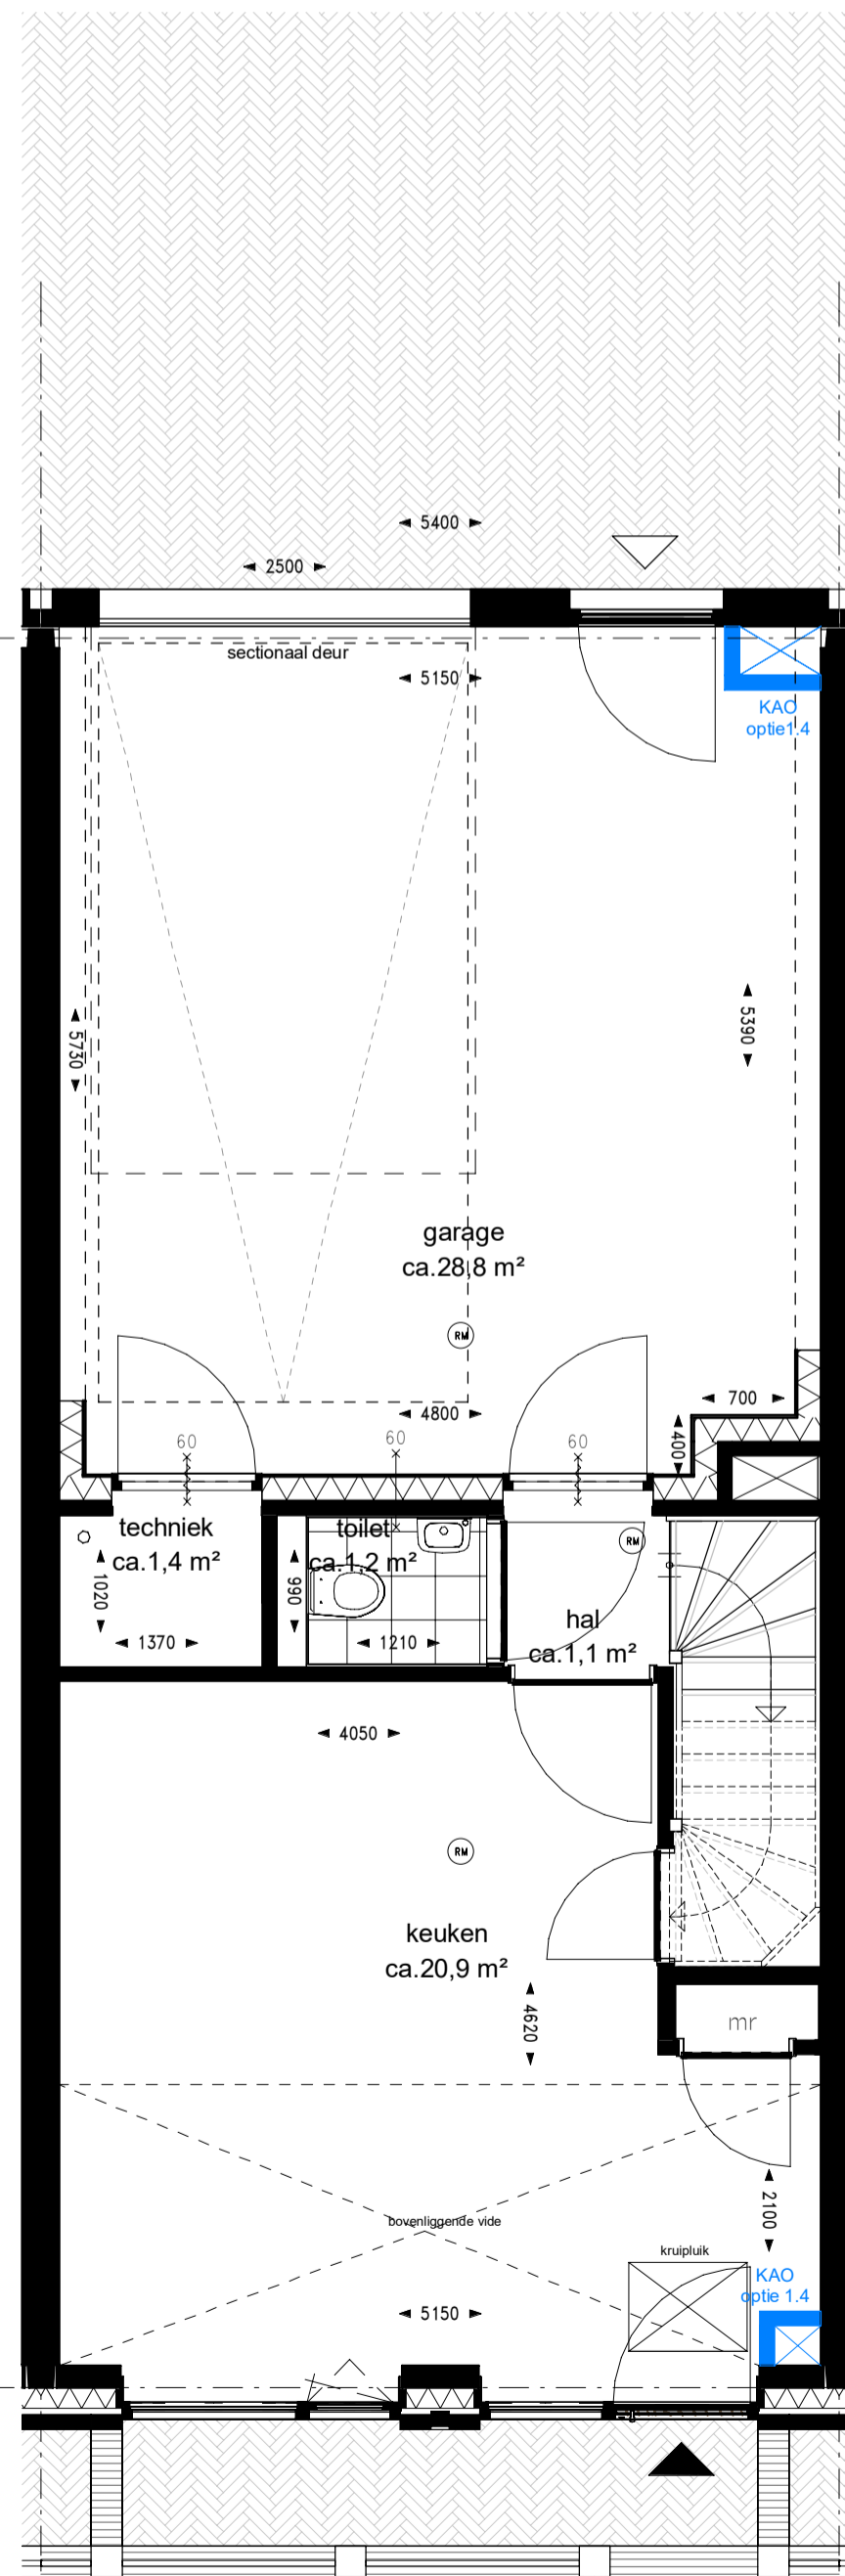 5400
2500
sectionaal deur
5150
KAO
optie1.4
5390
5730
garage
ca.28,8 m²
RM
4800
700
400
60
60
60
techniek
ca.1,4 m²
toilet
ca.1,2 m²
RM
1020
990
1370
1210
hal
ca.1,1 m²
4050
RM
keuken
ca.20,9 m²
4620
mr
2100
bovenliggende vide
kruipluik
KAO
optie 1.4
5150